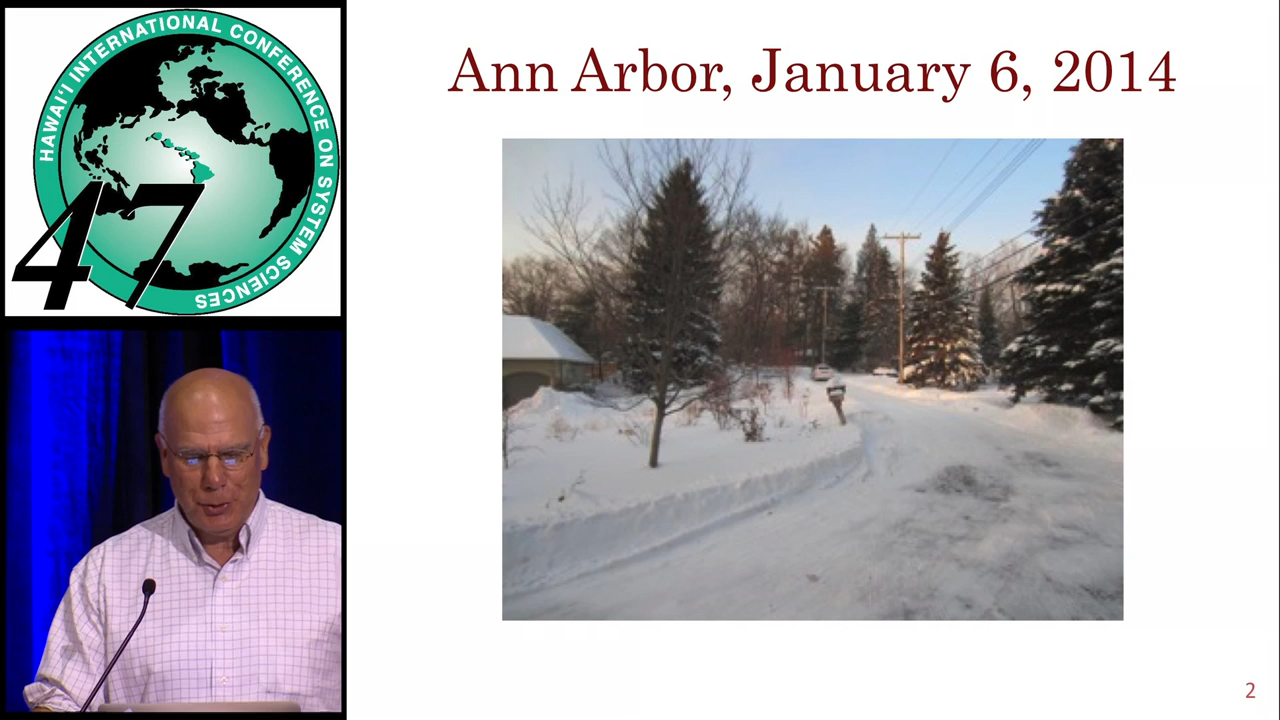 HAWAI'I INTERNATIONAL CONFERENCE ON SYSTEM SCIENCES
47
Ann Arbor, January 6, 2014
2